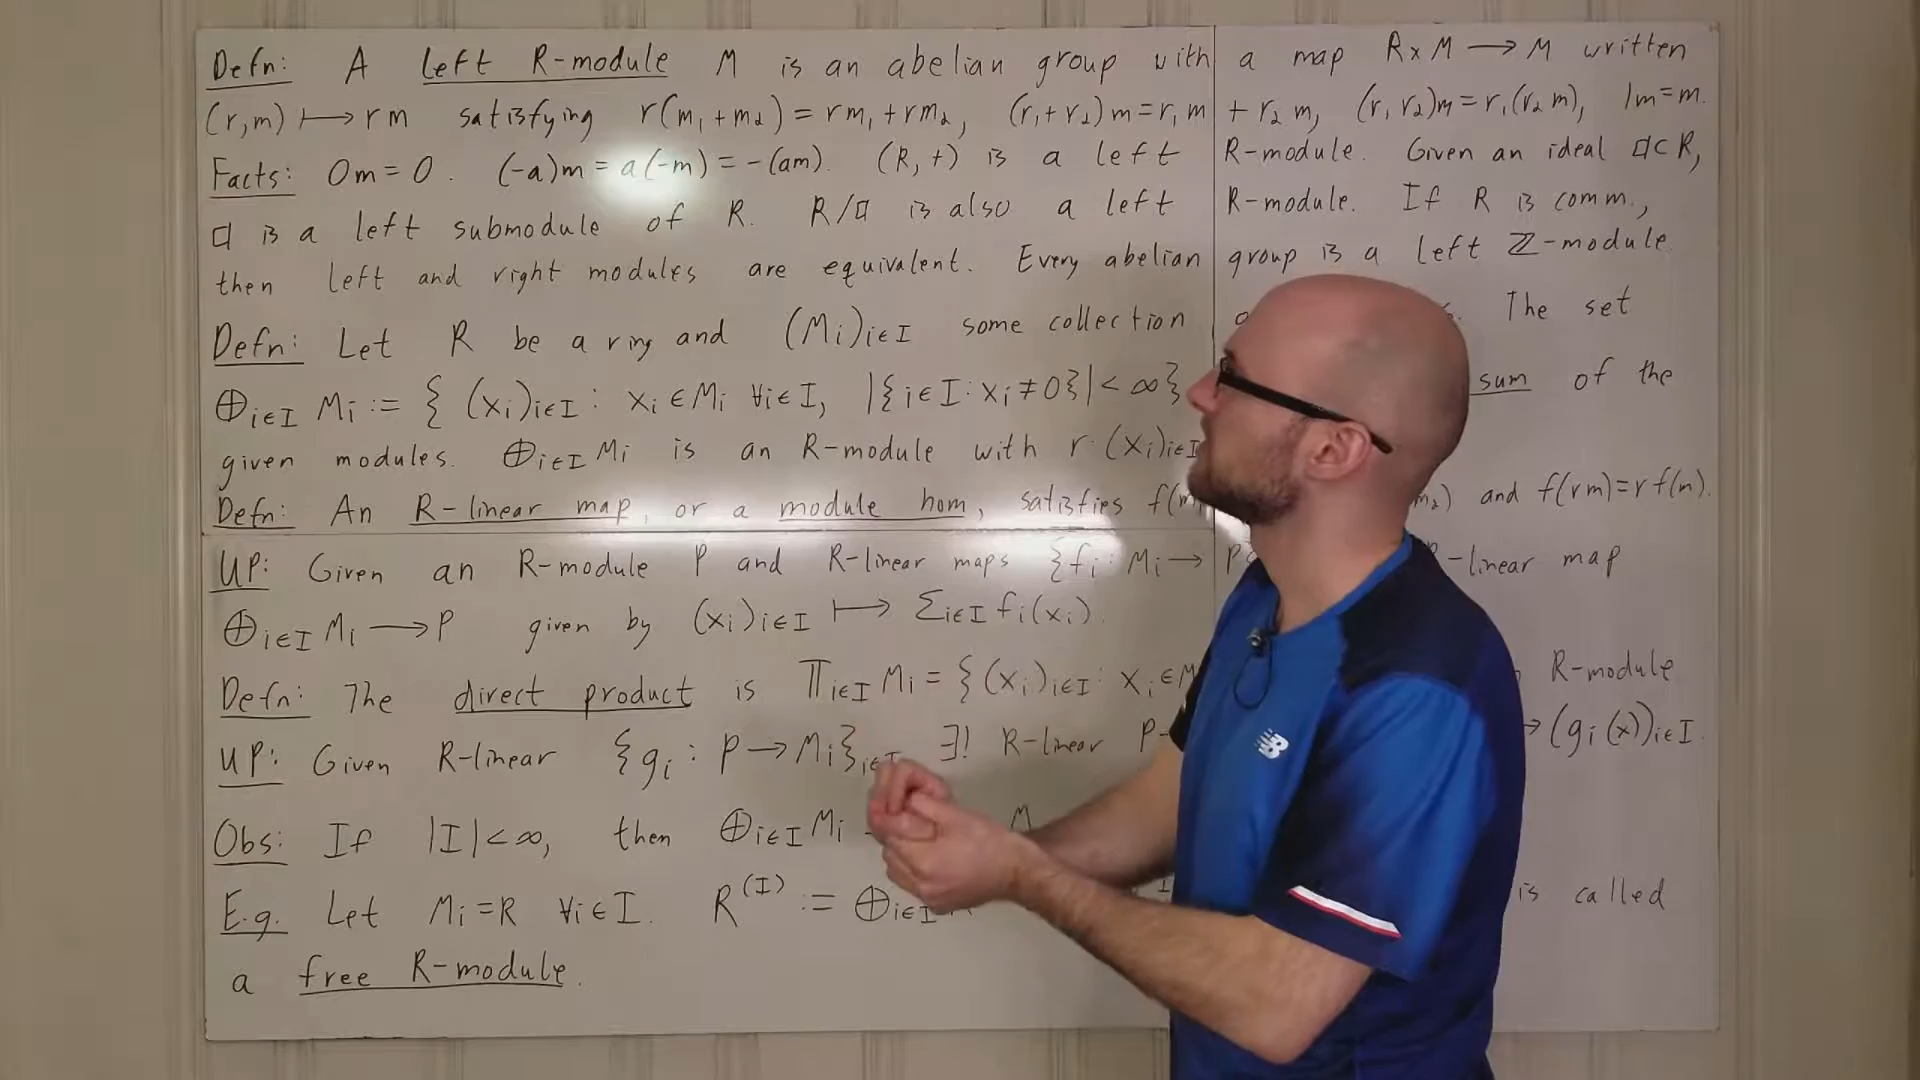 Defn: A left R-module M is an abelian group with a map R×M ⟶ M written
(r,m) ⟼ rm satisfying r(m₁+m₂) = rm₁+rm₂, (r₁+r₂)m = r₁m + r₂m, (r₁r₂)m = r₁(r₂m), 1m=m.
Facts: 0m=0. (-a)m = a(-m) = -(am). (R,+) is a left R-module. Given an ideal 𝔞⊂R,
𝔞 is a left submodule of R. R/𝔞 is also a left R-module. If R is comm.,
then left and right modules are equivalent. Every abelian group is a left ℤ-module.
Defn: Let R be a ring and (Mᵢ)ᵢ∈I some collection The set
⊕ᵢ∈I Mᵢ := { (xᵢ)ᵢ∈I : xᵢ∈Mᵢ ∀i∈I, |{i∈I: xᵢ≠0}| < ∞} sum of the
given modules. ⊕ᵢ∈I Mᵢ is an R-module with r·(xᵢ)ᵢ∈I
Defn: An R-linear map, or a module hom, satisfies f(m₁ m₂) and f(rm)=rf(m).
UP: Given an R-module P and R-linear maps {fᵢ: Mᵢ → P -linear map
⊕ᵢ∈I Mᵢ ⟶ P given by (xᵢ)ᵢ∈I ⟼ Σᵢ∈I fᵢ(xᵢ).
Defn: The direct product is ∏ᵢ∈I Mᵢ = {(xᵢ)ᵢ∈I: xᵢ∈M R-module
UP: Given R-linear {gᵢ: P → Mᵢ}ᵢ∈I ∃! R-linear P → (gᵢ(x))ᵢ∈I.
Obs: If |I|<∞, then ⊕ᵢ∈I Mᵢ M
E.g. Let Mᵢ=R ∀i∈I. R^(I) := ⊕ᵢ∈I is called
a free R-module.